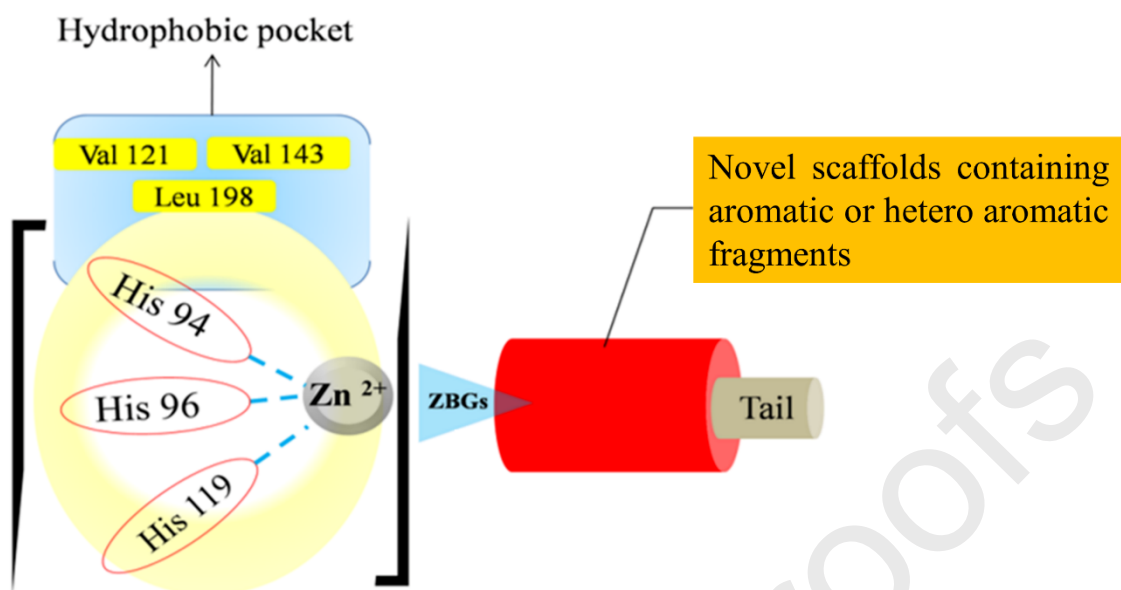 Hydrophobic pocket
Val 121
Val 143
Leu 198
His 94
His 96
His 119
Zn 2+
ZBGs
Novel scaffolds containing
aromatic or hetero aromatic
fragments
Tail
roofs